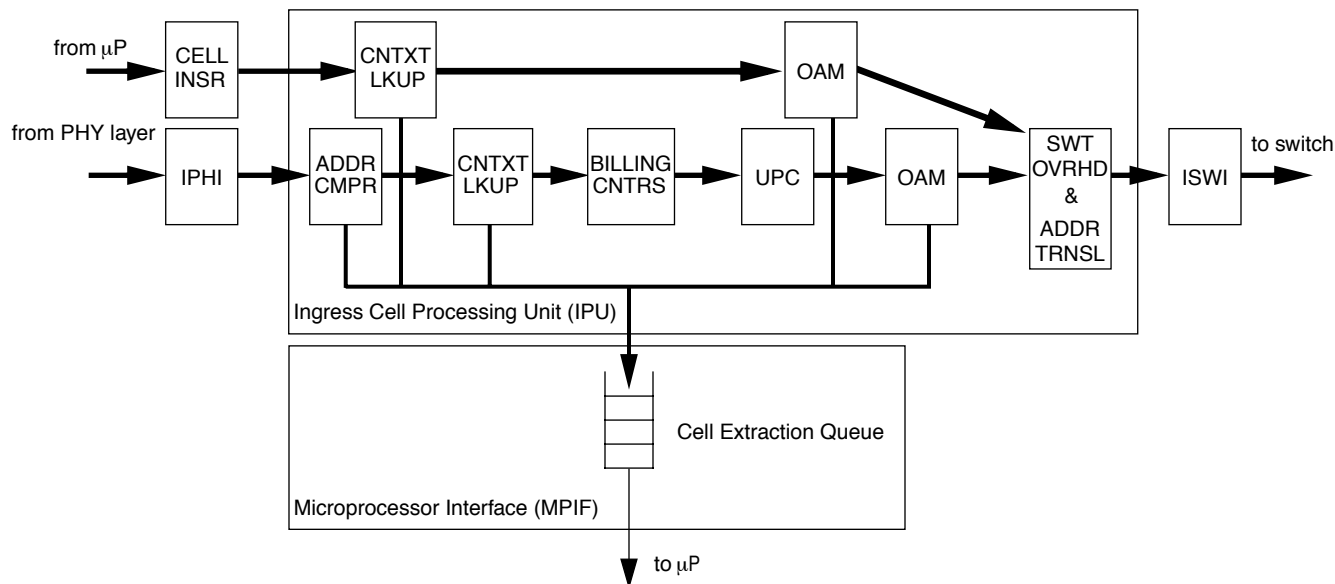 from μP
CELL
INSR
CNTXT
LKUP
OAM
from PHY layer
IPHI
ADDR
CMPR
CNTXT
LKUP
BILLING
CNTRS
UPC
OAM
SWT
OVRHD
&
ADDR
TRNSL
ISWI
to switch
Ingress Cell Processing Unit (IPU)
Cell Extraction Queue
Microprocessor Interface (MPIF)
to μP